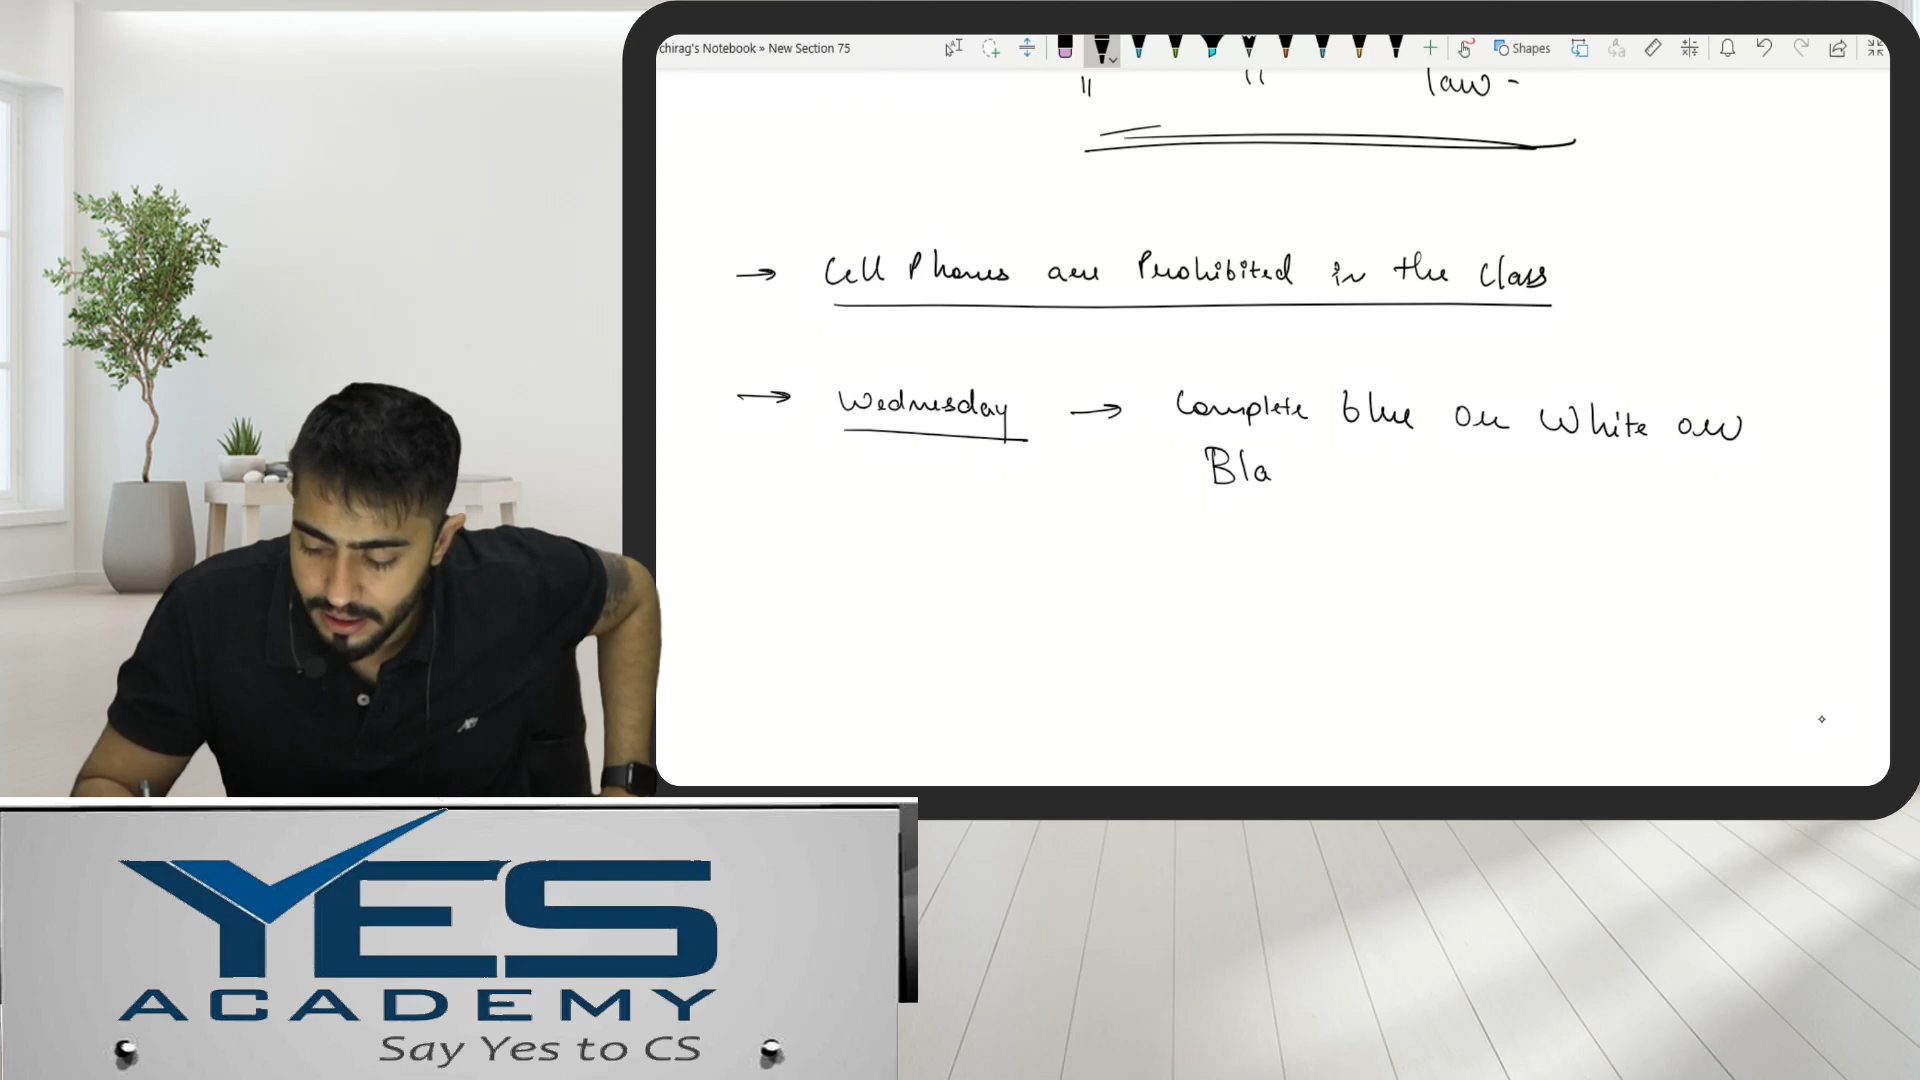 chirag's Notebook » New Section 75
Shapes
law -
→ Cell Phones are Prohibited in the Class
→ Wednesday → Complete blue or White or
Bla
YES
ACADEMY
Say Yes to CS